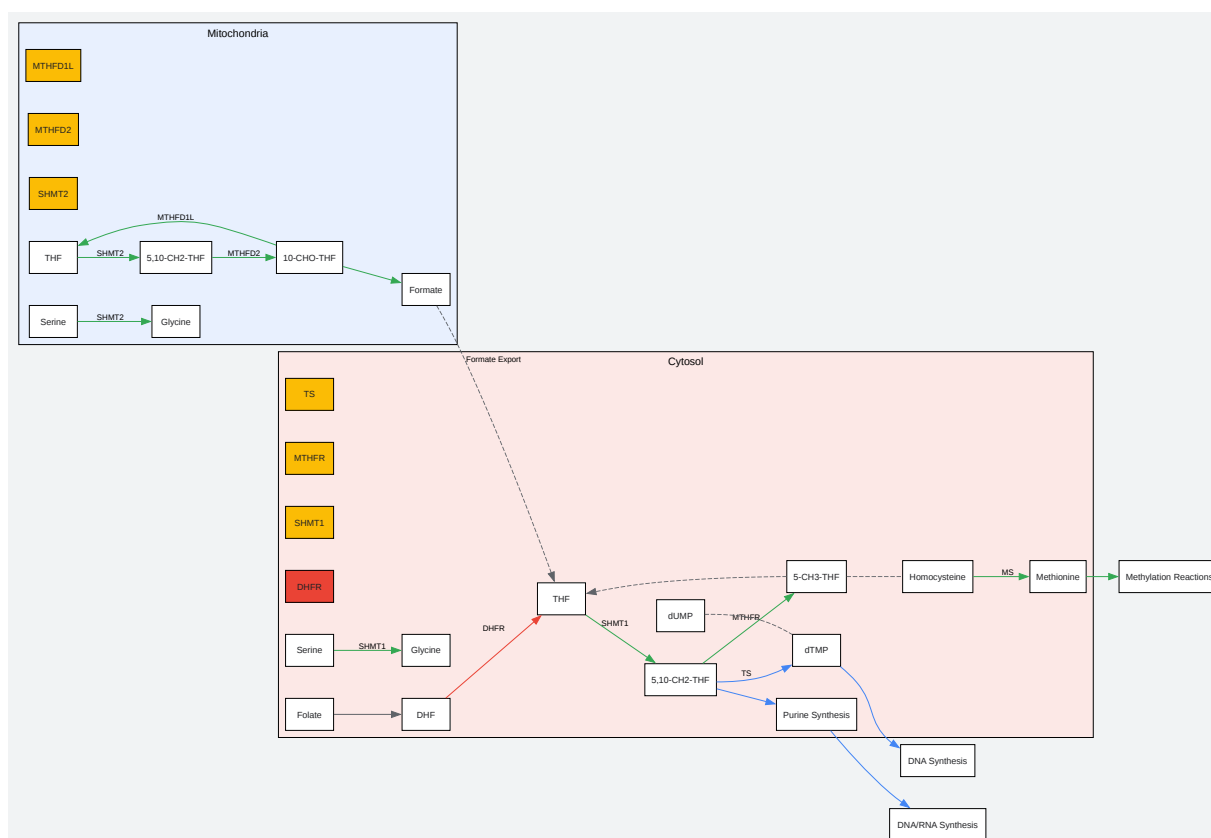 Mitochondria
MTHFD1L
MTHFD2
SHMT2
MTHFD1L
THF
SHMT2
5,10-CH2-THF
MTHFD2
10-CHO-THF
Formate
Serine
SHMT2
Glycine
Formate Export
Cytosol
TS
MTHFR
SHMT1
DHFR
THF
5-CH3-THF
Homocysteine
MS
Methionine
Methylation Reactions
dUMP
MTHFR
SHMT1
DHFR
Serine
SHMT1
Glycine
dTMP
TS
5,10-CH2-THF
Folate
DHF
Purine Synthesis
DNA Synthesis
DNA/RNA Synthesis